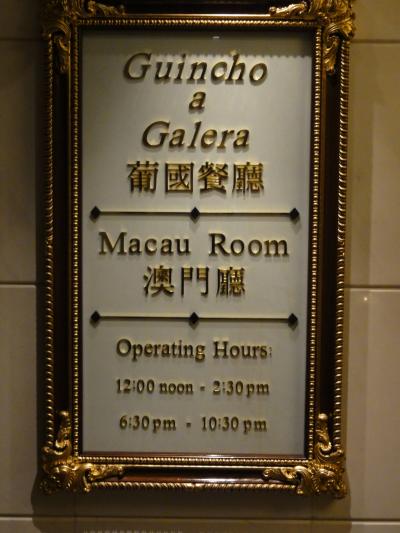 Guincho
a
Galera
葡國餐廳
Macau Room
澳門廳
Operating Hours:
12:00 noon - 2:30 pm
6:30 pm - 10:30 pm